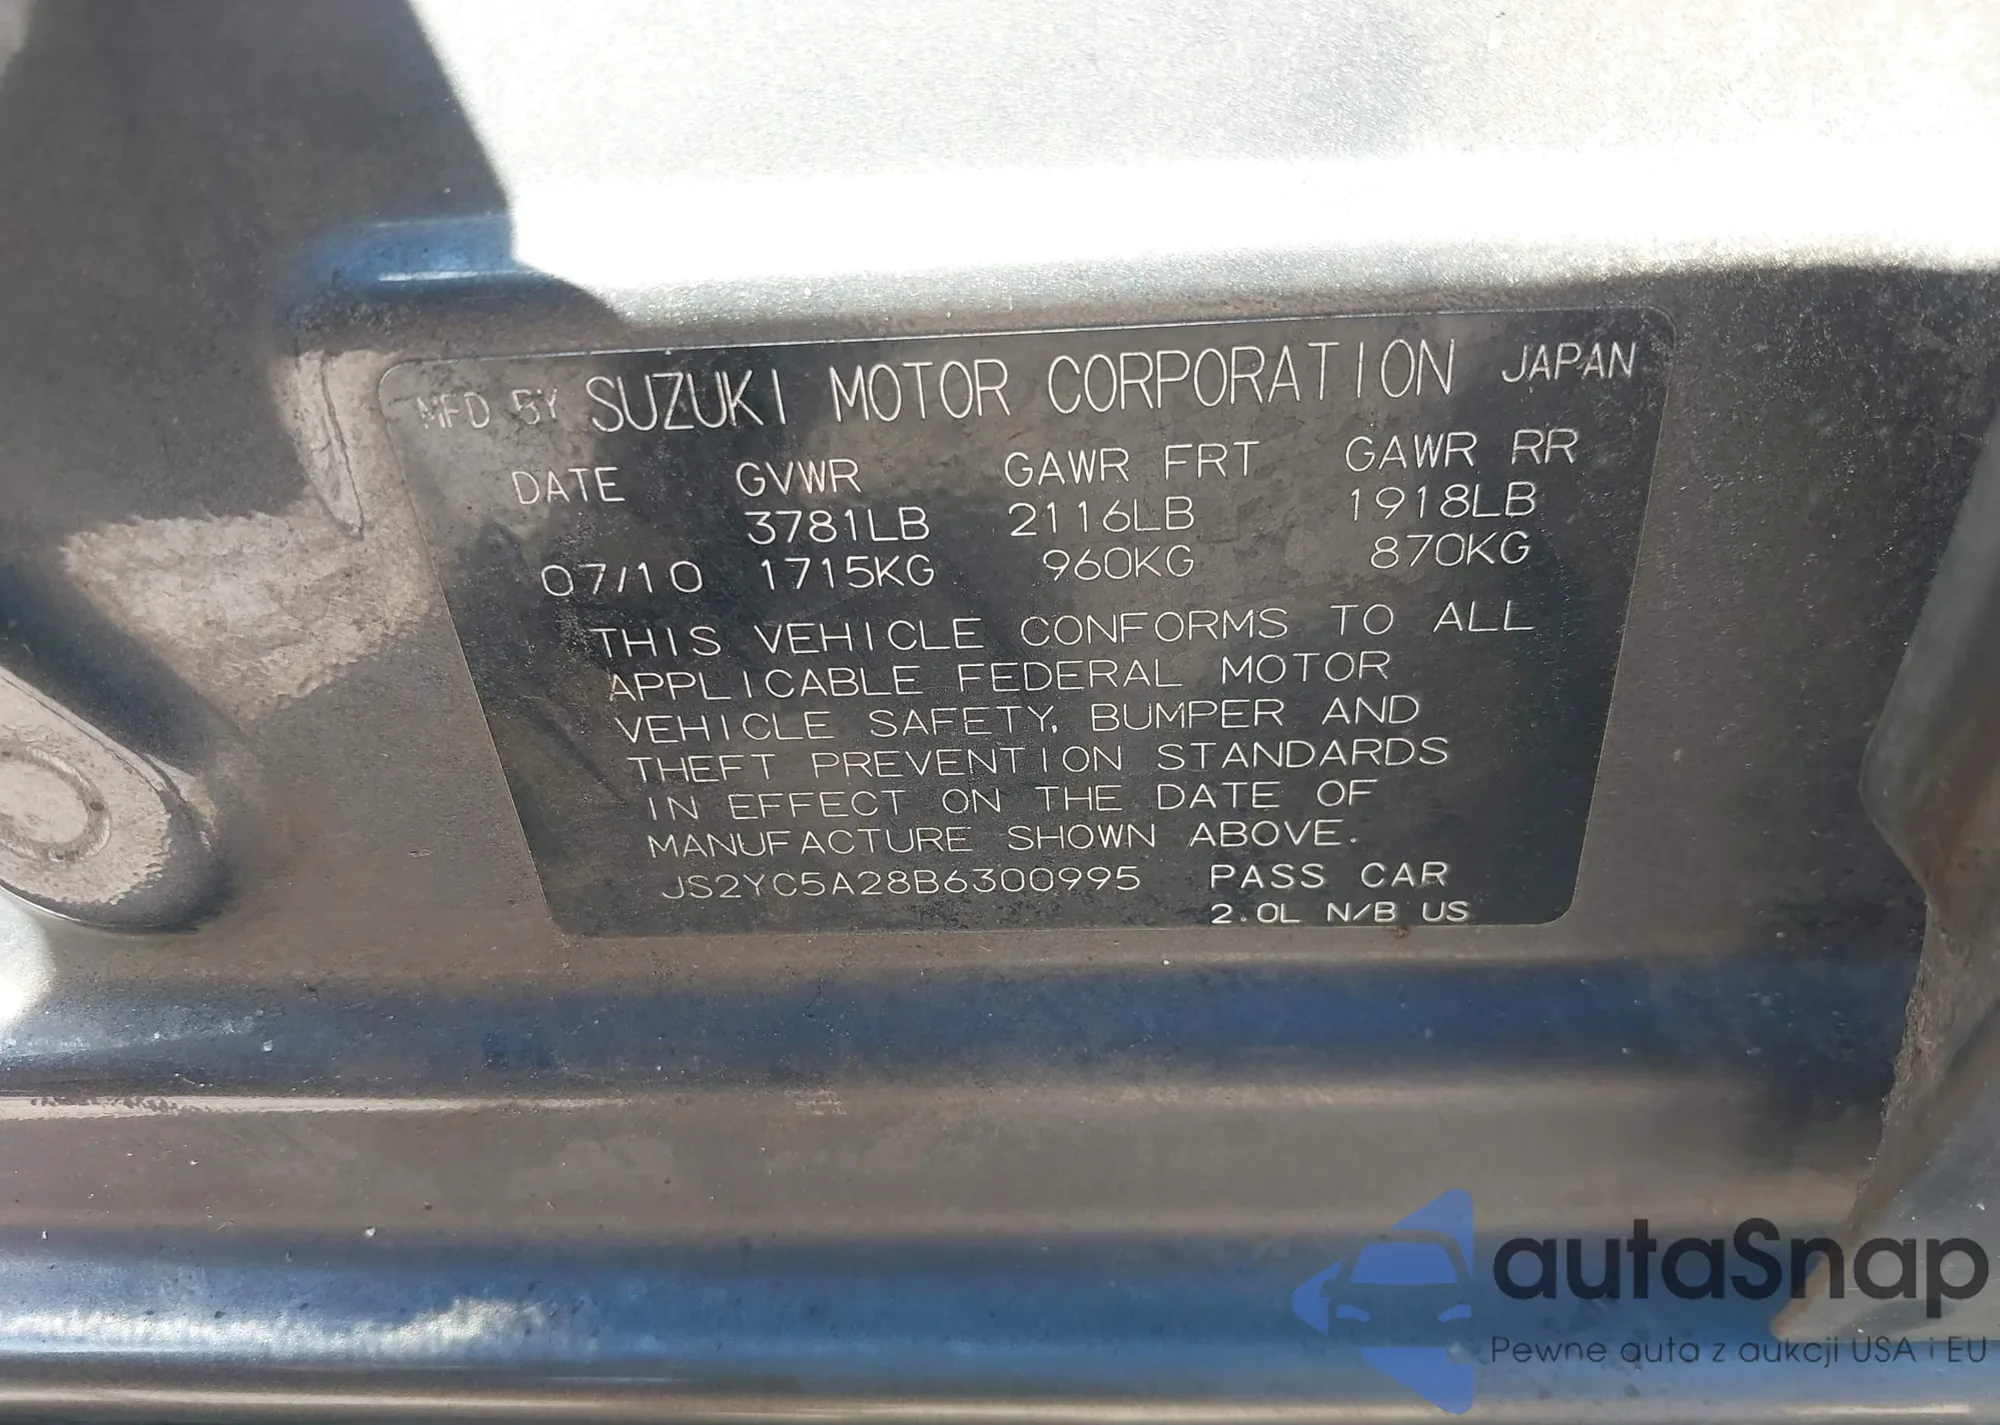 MFD BY SUZUKI MOTOR CORPORATION JAPAN
DATE GVWR GAWR FRT GAWR RR
3781LB 2116LB 1918LB
07/10 1715KG 960KG 870KG
THIS VEHICLE CONFORMS TO ALL
APPLICABLE FEDERAL MOTOR
VEHICLE SAFETY, BUMPER AND
THEFT PREVENTION STANDARDS
IN EFFECT ON THE DATE OF
MANUFACTURE SHOWN ABOVE.
JS2YC5A28B6300995 PASS CAR
2.0L N/B US
autaSnap
Pewne auta z aukcji USA i EU